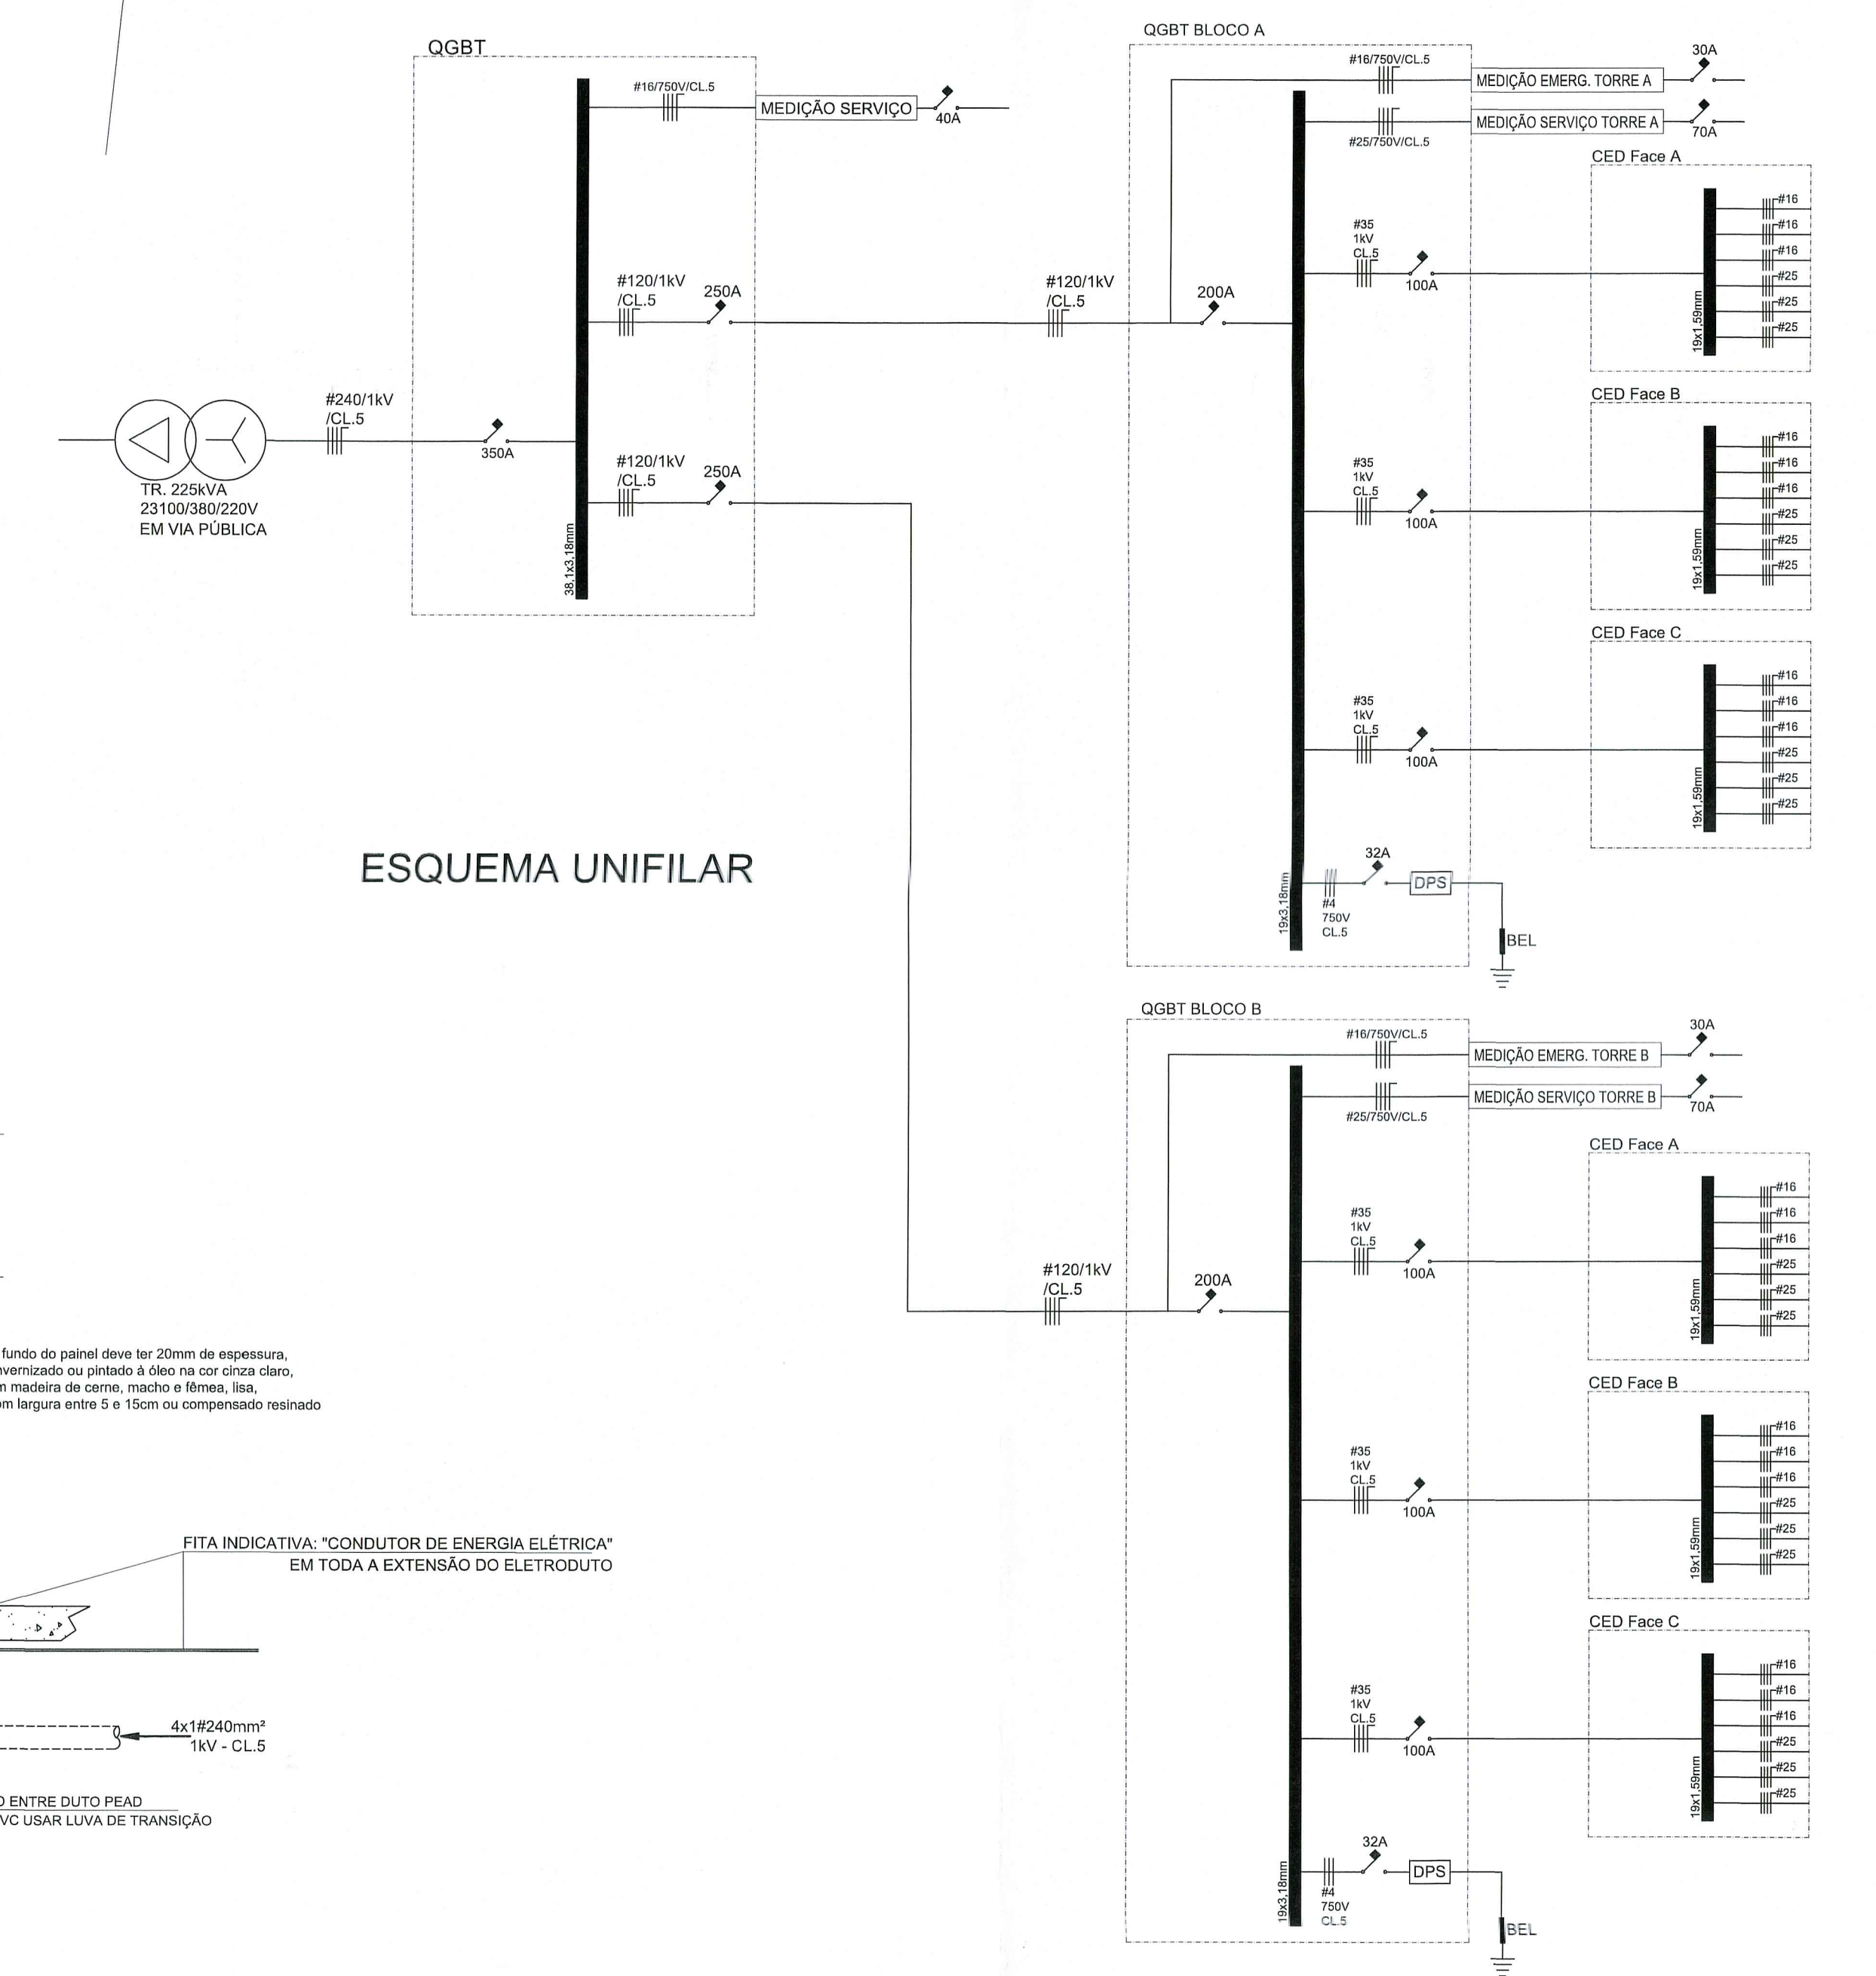 QGBT
#16/750V/CL.5
MEDIÇÃO SERVIÇO
40A
#120/1kV
/CL.5
250A
#240/1kV
/CL.5
350A
TR. 225kVA
23100/380/220V
EM VIA PÚBLICA
#120/1kV
/CL.5
250A
38,1x3,18mm
ESQUEMA UNIFILAR
QGBT BLOCO A
#16/750V/CL.5
MEDIÇÃO EMERG. TORRE A
30A
MEDIÇÃO SERVIÇO TORRE A
#25/750V/CL.5
70A
#120/1kV
/CL.5
200A
CED Face A
#35
1kV
CL.5
100A
19x1,59mm
#16
#16
#16
#25
#25
#25
CED Face B
#35
1kV
CL.5
100A
19x1,59mm
#16
#16
#16
#25
#25
#25
CED Face C
#35
1kV
CL.5
100A
19x1,59mm
#16
#16
#16
#25
#25
#25
19x3,18mm
32A
DPS
#4
750V
CL.5
BEL
QGBT BLOCO B
#16/750V/CL.5
MEDIÇÃO EMERG. TORRE B
30A
MEDIÇÃO SERVIÇO TORRE B
#25/750V/CL.5
70A
#120/1kV
/CL.5
200A
CED Face A
#35
1kV
CL.5
100A
19x1,59mm
#16
#16
#16
#25
#25
#25
CED Face B
#35
1kV
CL.5
100A
19x1,59mm
#16
#16
#16
#25
#25
#25
CED Face C
#35
1kV
CL.5
100A
19x1,59mm
#16
#16
#16
#25
#25
#25
19x3,18mm
32A
DPS
#4
750V
CL.5
BEL
fundo do painel deve ter 20mm de espessura,
nvernizado ou pintado à óleo na cor cinza claro,
m madeira de cerne, macho e fêmea, lisa,
om largura entre 5 e 15cm ou compensado resinado
FITA INDICATIVA: "CONDUTOR DE ENERGIA ELÉTRICA"
EM TODA A EXTENSÃO DO ELETRODUTO
4x1#240mm²
1kV - CL.5
O ENTRE DUTO PEAD
VC USAR LUVA DE TRANSIÇÃO